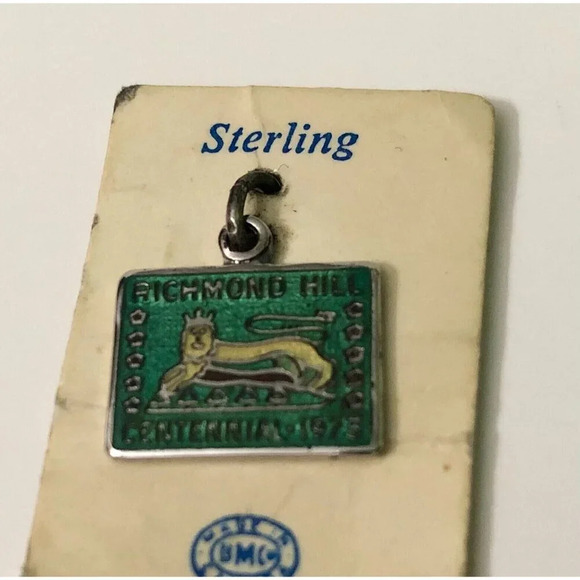 Sterling
RICHMOND HILL
CENTENNIAL · 1973
BMC